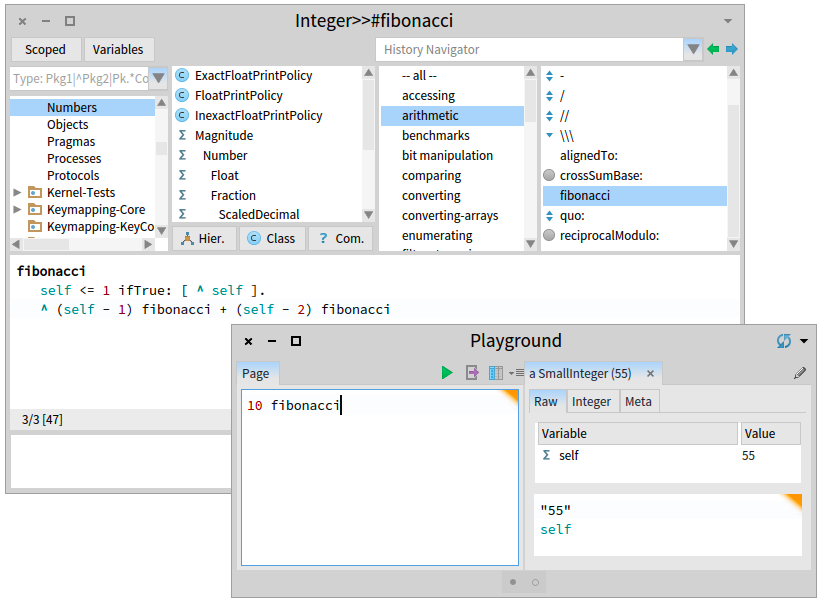 Integer>>#fibonacci
Scoped
Variables
History Navigator
Type: Pkg1|^Pkg2|Pk.*Co
Numbers
Objects
Pragmas
Processes
Protocols
Kernel-Tests
Keymapping-Core
Keymapping-KeyCo
ExactFloatPrintPolicy
FloatPrintPolicy
InexactFloatPrintPolicy
Magnitude
Number
Float
Fraction
ScaledDecimal
Hier.
Class
? Com.
-- all --
accessing
arithmetic
benchmarks
bit manipulation
comparing
converting
converting-arrays
enumerating
-
/
//
\\\
alignedTo:
crossSumBase:
fibonacci
quo:
reciprocalModulo:
fibonacci
self <= 1 ifTrue: [ ^ self ].
^ (self - 1) fibonacci + (self - 2) fibonacci
3/3 [47]
Playground
Page
10 fibonacci
a SmallInteger (55)
Raw
Integer
Meta
Variable Value
Σ self 55
"55"
self